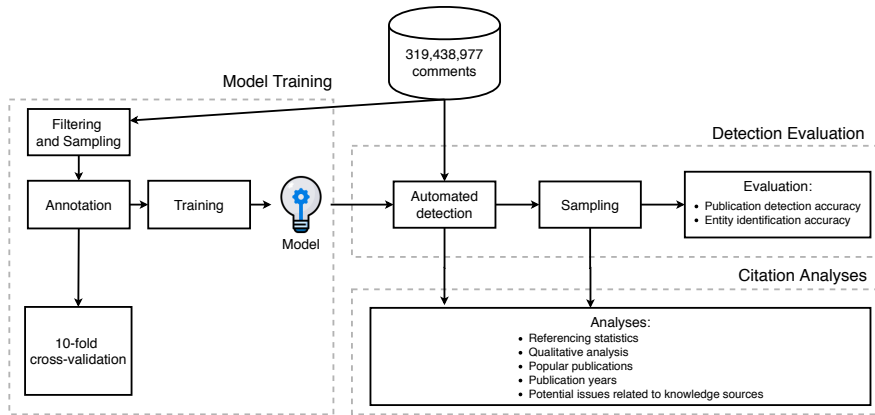 319,438,977
comments
Model Training
Filtering
and Sampling
Detection Evaluation
Annotation
Training
Model
Automated
detection
Sampling
Evaluation:
• Publication detection accuracy
• Entity identification accuracy
Citation Analyses
10-fold
cross-validation
Analyses:
• Referencing statistics
• Qualitative analysis
• Popular publications
• Publication years
• Potential issues related to knowledge sources